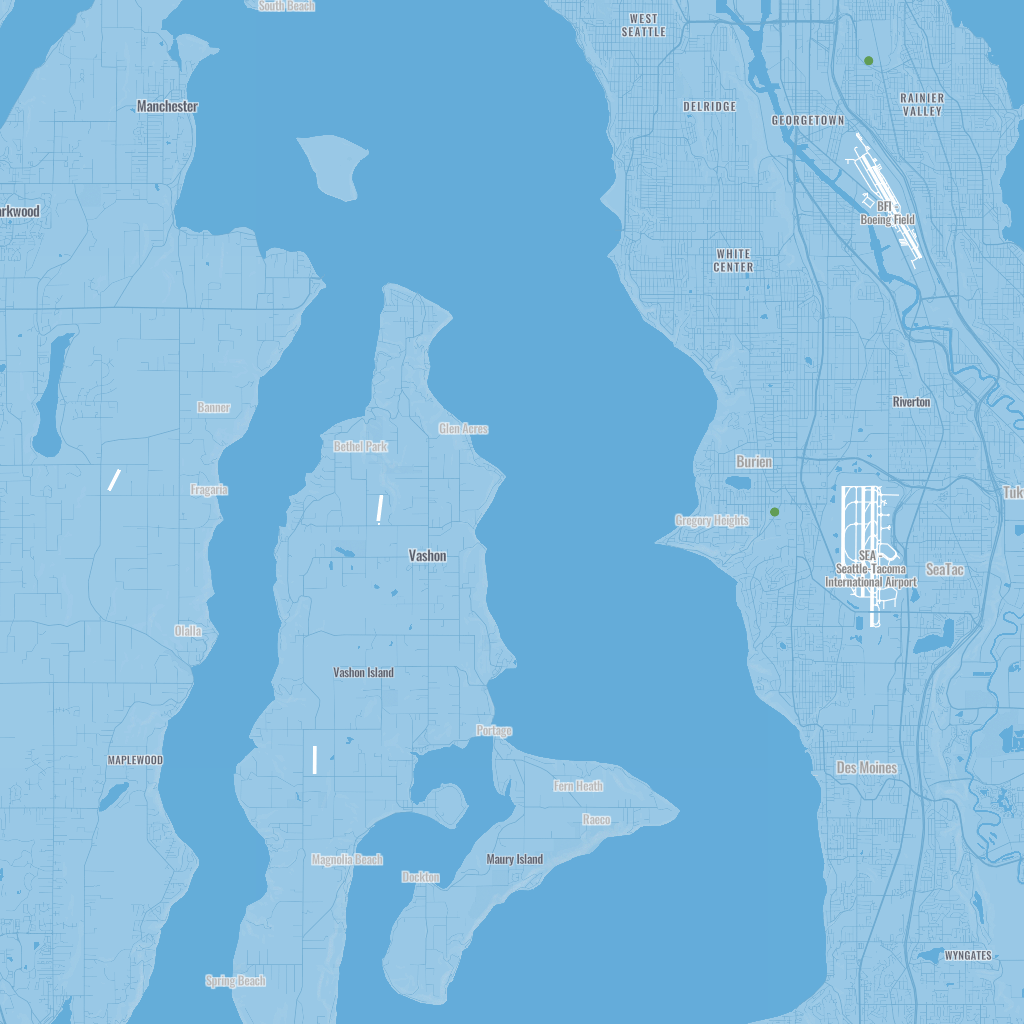 South Beach
WEST
SEATTLE
Manchester
DELRIDGE
RAINIER
VALLEY
GEORGETOWN
arkwood
BFI
Boeing Field
WHITE
CENTER
Banner
Riverton
Glen Acres
Bethel Park
Burien
Fragaria
Tukw
Gregory Heights
Vashon
SEA
Seattle-Tacoma
International Airport
SeaTac
Olalla
Vashon Island
Portage
MAPLEWOOD
Des Moines
Fern Heath
Raeco
Magnolia Beach
Maury Island
Dockton
WYNGATES
Spring Beach